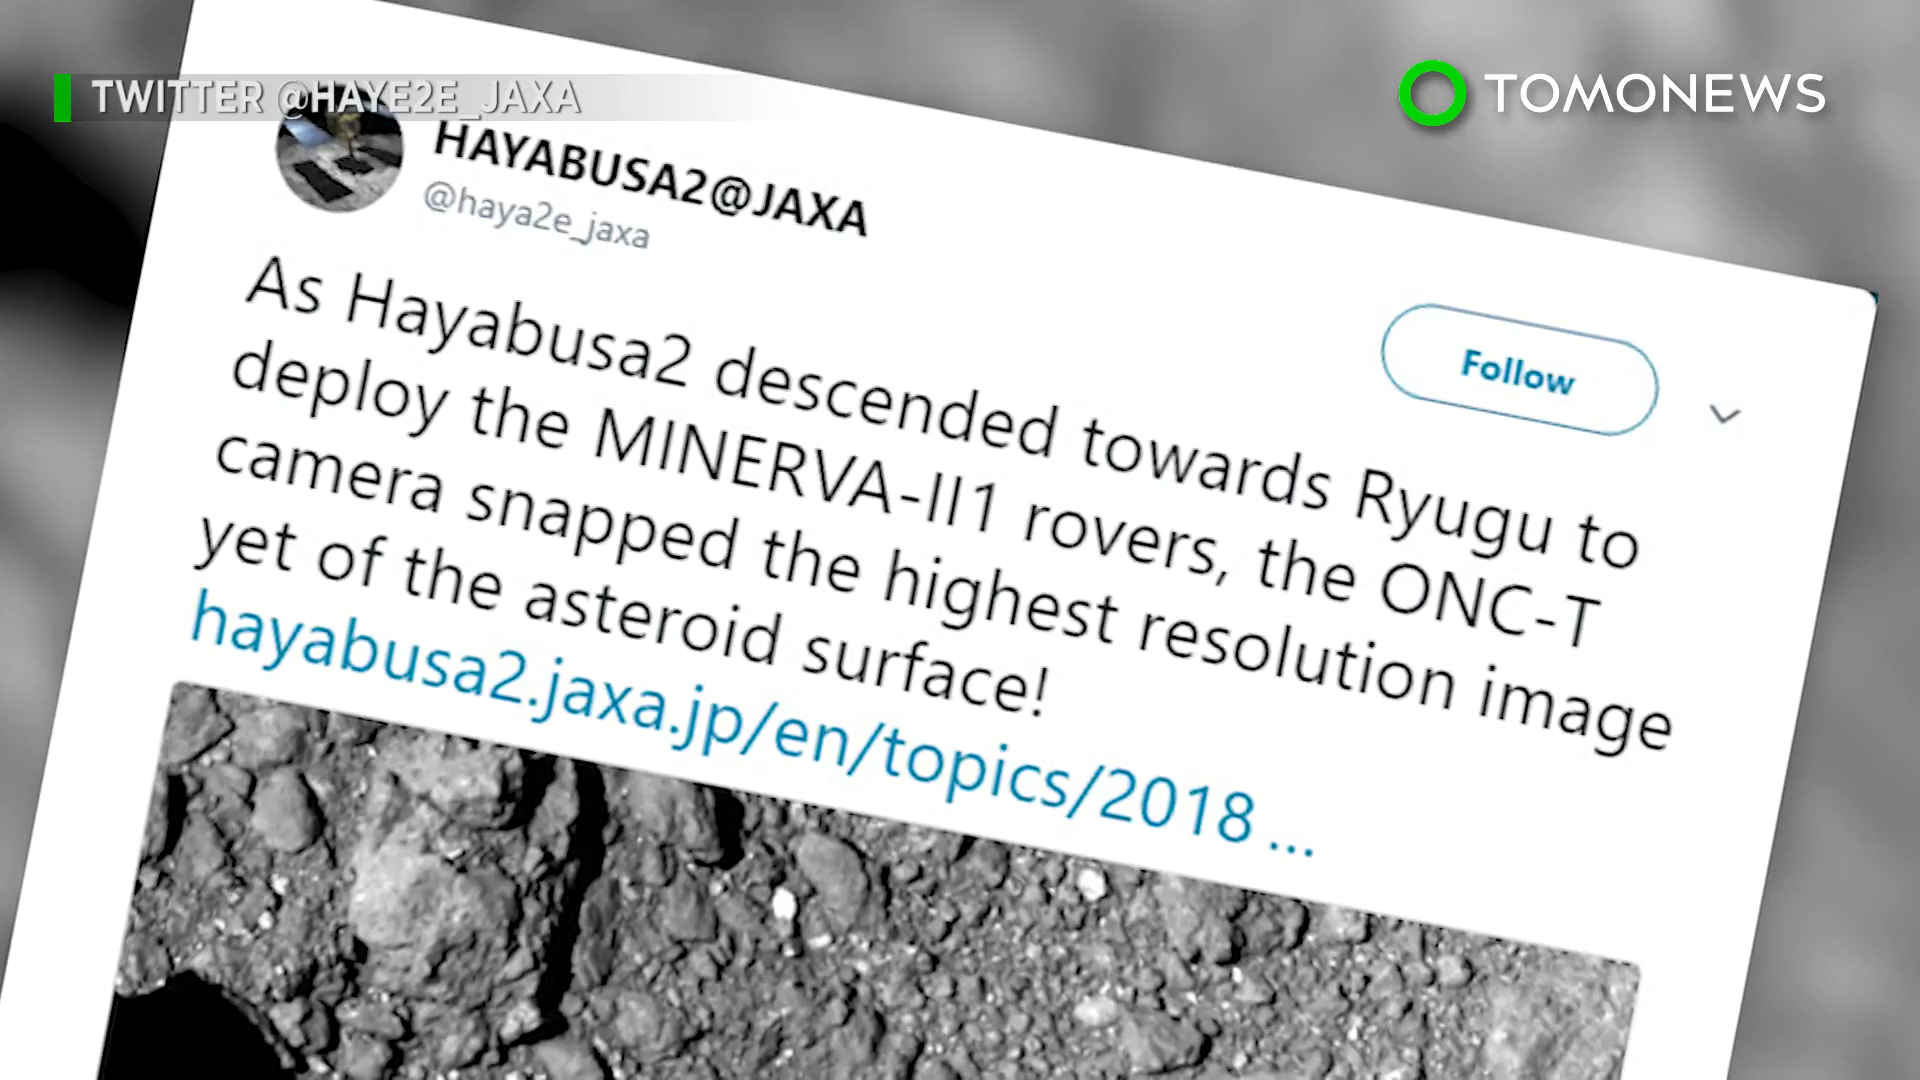 TWITTER @HAYE2E_JAXA
TOMONEWS
HAYABUSA2@JAXA
@haya2e_jaxa
Follow
As Hayabusa2 descended towards Ryugu to
deploy the MINERVA-II1 rovers, the ONC-T
camera snapped the highest resolution image
yet of the asteroid surface!
hayabusa2.jaxa.jp/en/topics/2018 ...